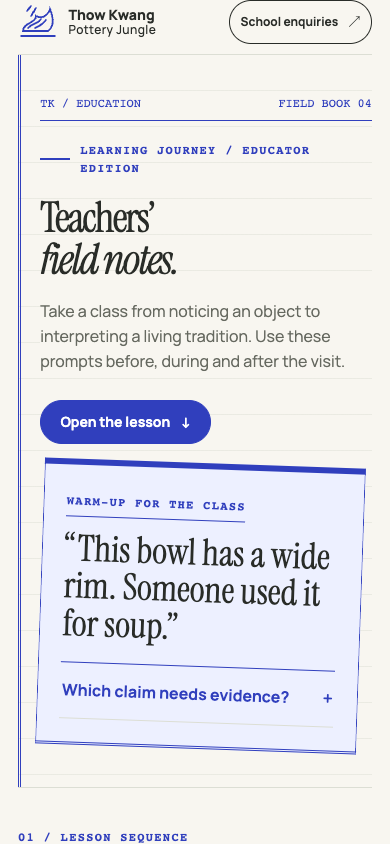 Thow Kwang
Pottery Jungle
School enquiries ↗
TK / EDUCATION
FIELD BOOK 04
LEARNING JOURNEY / EDUCATOR
EDITION
Teachers’
field notes.
Take a class from noticing an object to
interpreting a living tradition. Use these
prompts before, during and after the visit.
Open the lesson ↓
WARM-UP FOR THE CLASS
“This bowl has a wide
rim. Someone used it
for soup.”
Which claim needs evidence? +
01 / LESSON SEQUENCE